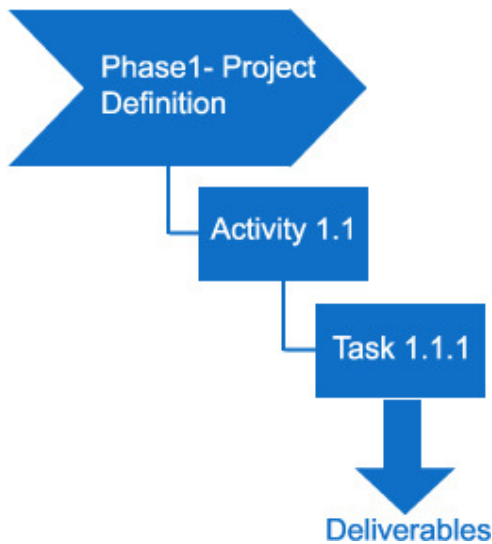 Phase1- Project
Definition
Activity 1.1
Task 1.1.1
Deliverables